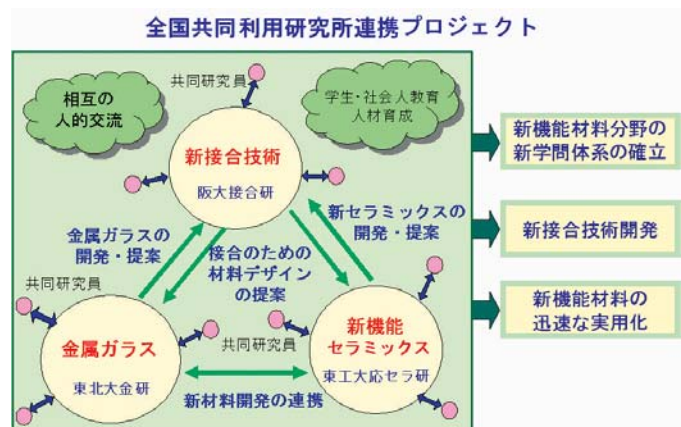 全国共同利用研究所連携プロジェクト
相互の
人的交流
共同研究員
学生・社会人教育
人材育成
新接合技術
阪大接合研
金属ガラスの
開発・提案
接合のための
材料デザイン
の提案
新セラミックスの
開発・提案
共同研究員
金属ガラス
東北大金研
共同研究員
新機能
セラミックス
東工大応セラ研
新材料開発の連携
新機能材料分野の
新学問体系の確立
新接合技術開発
新機能材料の
迅速な実用化